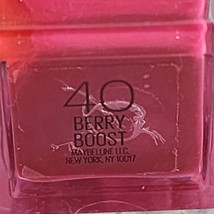 40
BERRY
BOOST
MAYBELLINE LLC,
NEW YORK, NY 10017